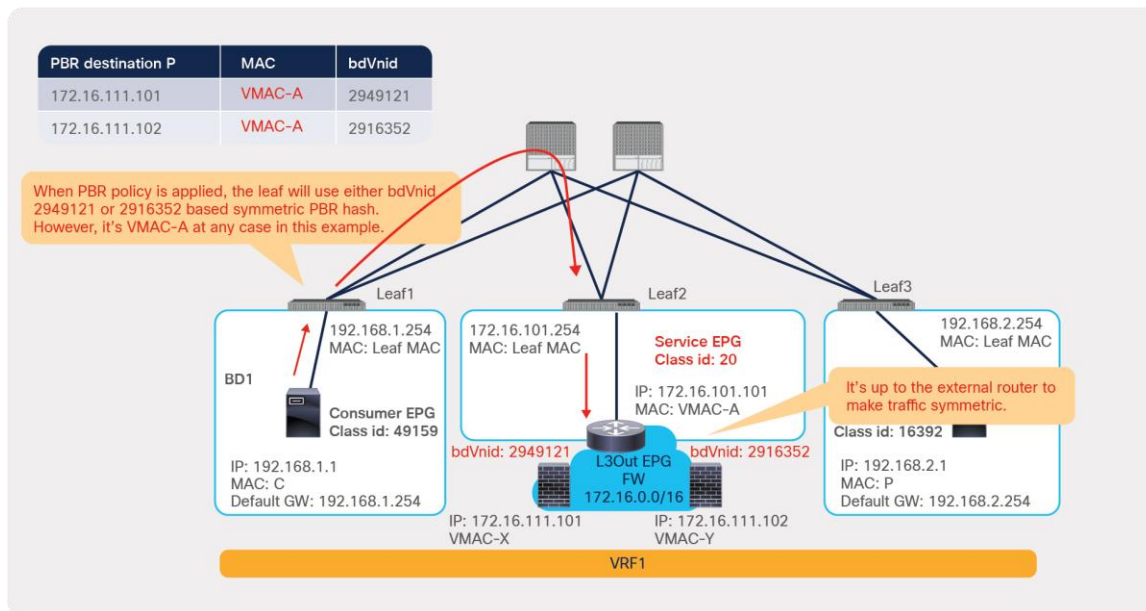 PBR destination P MAC bdVnid
172.16.111.101 VMAC-A 2949121
172.16.111.102 VMAC-A 2916352
When PBR policy is applied, the leaf will use either bdVnid
2949121 or 2916352 based symmetric PBR hash.
However, it's VMAC-A at any case in this example.
Leaf1
Leaf2
Leaf3
192.168.1.254
MAC: Leaf MAC
BD1
Consumer EPG
Class id: 49159
IP: 192.168.1.1
MAC: C
Default GW: 192.168.1.254
172.16.101.254
MAC: Leaf MAC
Service EPG
Class id: 20
IP: 172.16.101.101
MAC: VMAC-A
bdVnid: 2949121
bdVnid: 2916352
L3Out EPG
FW
172.16.0.0/16
IP: 172.16.111.101
VMAC-X
IP: 172.16.111.102
VMAC-Y
192.168.2.254
MAC: Leaf MAC
It's up to the external router to
make traffic symmetric.
Class id: 16392
IP: 192.168.2.1
MAC: P
Default GW: 192.168.2.254
VRF1